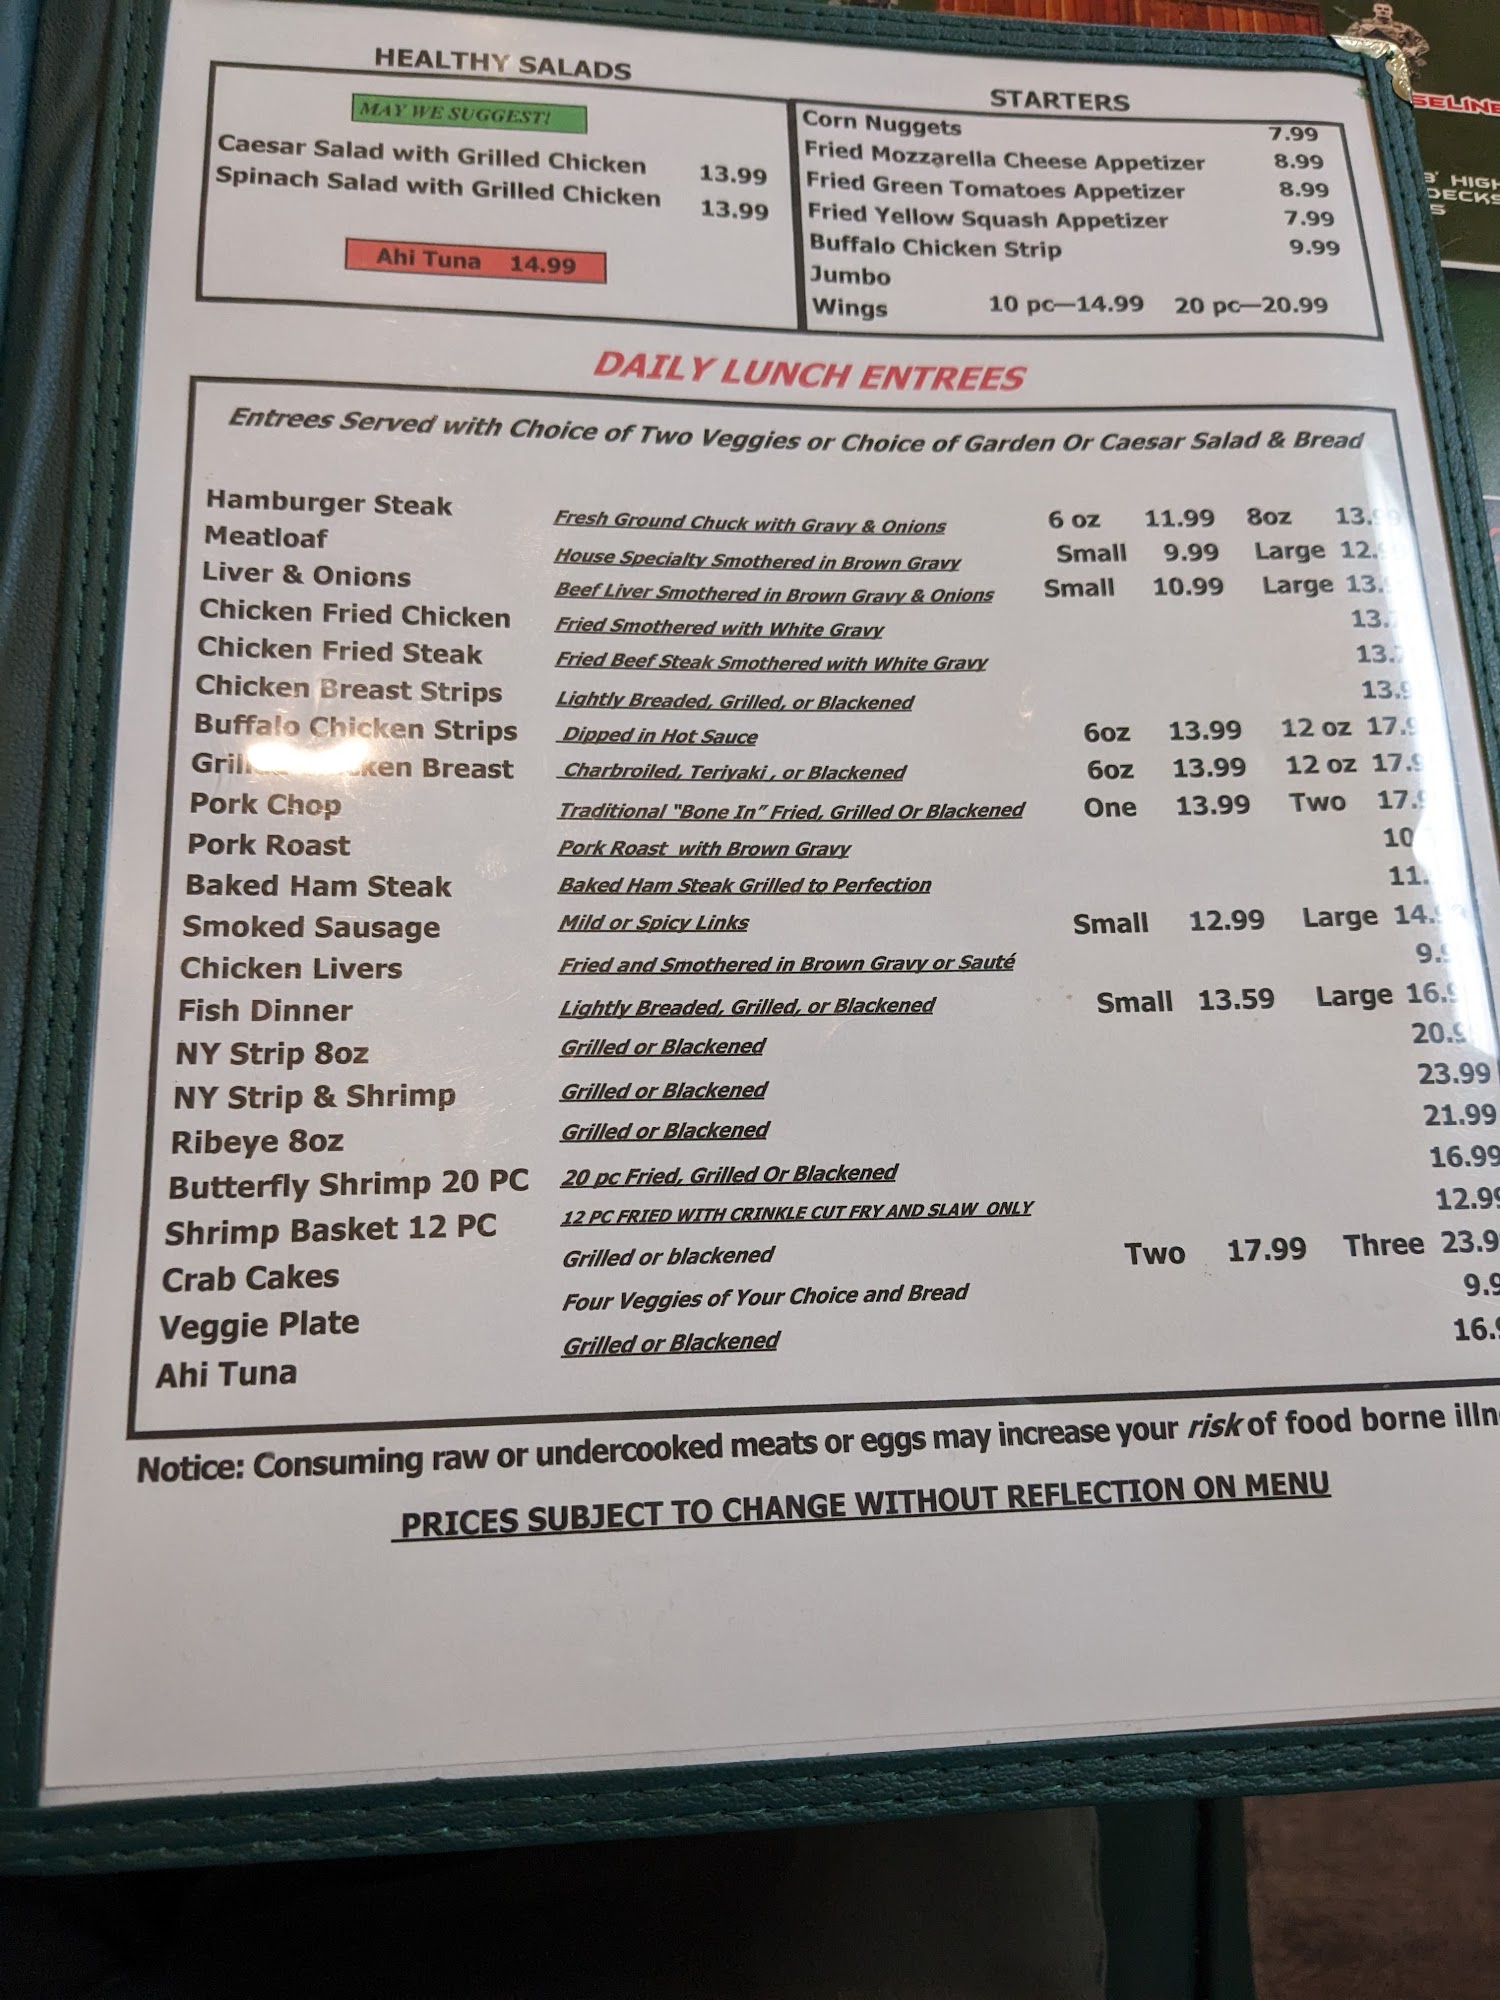 HEALTHY SALADS
MAY WE SUGGEST!
Caesar Salad with Grilled Chicken 13.99
Spinach Salad with Grilled Chicken 13.99
Ahi Tuna 14.99
STARTERS
Corn Nuggets 7.99
Fried Mozzarella Cheese Appetizer 8.99
Fried Green Tomatoes Appetizer 8.99
Fried Yellow Squash Appetizer 7.99
Buffalo Chicken Strip 9.99
Jumbo
Wings 10 pc—14.99 20 pc—20.99
DAILY LUNCH ENTREES
Entrees Served with Choice of Two Veggies or Choice of Garden Or Caesar Salad & Bread
Hamburger Steak Fresh Ground Chuck with Gravy & Onions 6 oz 11.99 8oz
Meatloaf House Specialty Smothered in Brown Gravy Small 9.99 Large
Liver & Onions Beef Liver Smothered in Brown Gravy & Onions Small 10.99 Large
Chicken Fried Chicken Fried Smothered with White Gravy
Chicken Fried Steak Fried Beef Steak Smothered with White Gravy
Chicken Breast Strips Lightly Breaded, Grilled, or Blackened
Buffalo Chicken Strips Dipped in Hot Sauce 6oz 13.99 12 oz
Breast Charbroiled, Teriyaki , or Blackened 6oz 13.99 12 oz
Pork Chop Traditional "Bone In" Fried, Grilled Or Blackened One 13.99 Two
Pork Roast Pork Roast with Brown Gravy
Baked Ham Steak Baked Ham Steak Grilled to Perfection
Smoked Sausage Mild or Spicy Links Small 12.99 Large
Chicken Livers Fried and Smothered in Brown Gravy or Sauté
Fish Dinner Lightly Breaded, Grilled, or Blackened Small 13.59 Large
NY Strip 8oz Grilled or Blackened
NY Strip & Shrimp Grilled or Blackened 23.99
Ribeye 8oz Grilled or Blackened 21.99
Butterfly Shrimp 20 PC 20 pc Fried, Grilled Or Blackened 16.99
Shrimp Basket 12 PC 12 PC FRIED WITH CRINKLE CUT FRY AND SLAW ONLY 12.99
Crab Cakes Grilled or blackened Two 17.99 Three
Veggie Plate Four Veggies of Your Choice and Bread
Ahi Tuna Grilled or Blackened
Notice: Consuming raw or undercooked meats or eggs may increase your risk of food borne
PRICES SUBJECT TO CHANGE WITHOUT REFLECTION ON MENU